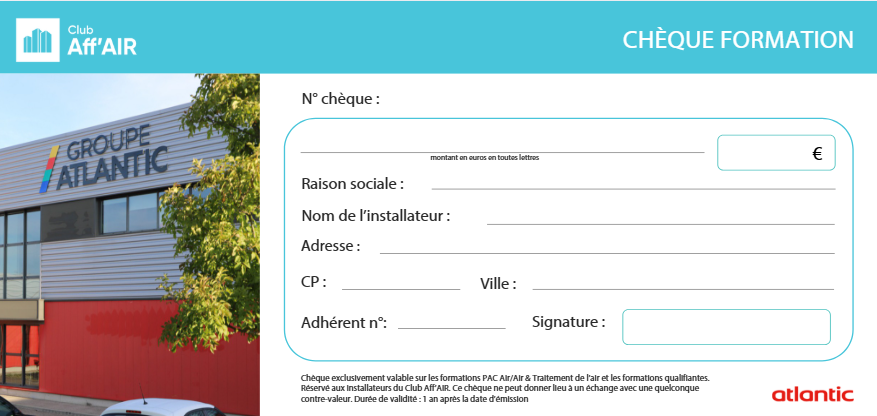 Club
Aff'AIR
CHÈQUE FORMATION
GROUPE
ATLANTIC
N° chèque :
€
montant en euros en toutes lettres
Raison sociale :
Nom de l'installateur :
Adresse :
CP : Ville :
Adhérent n°: Signature :
Chèque exclusivement valable sur les formations PAC Air/Air & Traitement de l'air et les formations qualifiantes.
Réservé aux installateurs du Club Aff'AIR. Ce chèque ne peut donner lieu à un échange avec une quelconque
contre-valeur. Durée de validité : 1 an après la date d'émission
atlantic